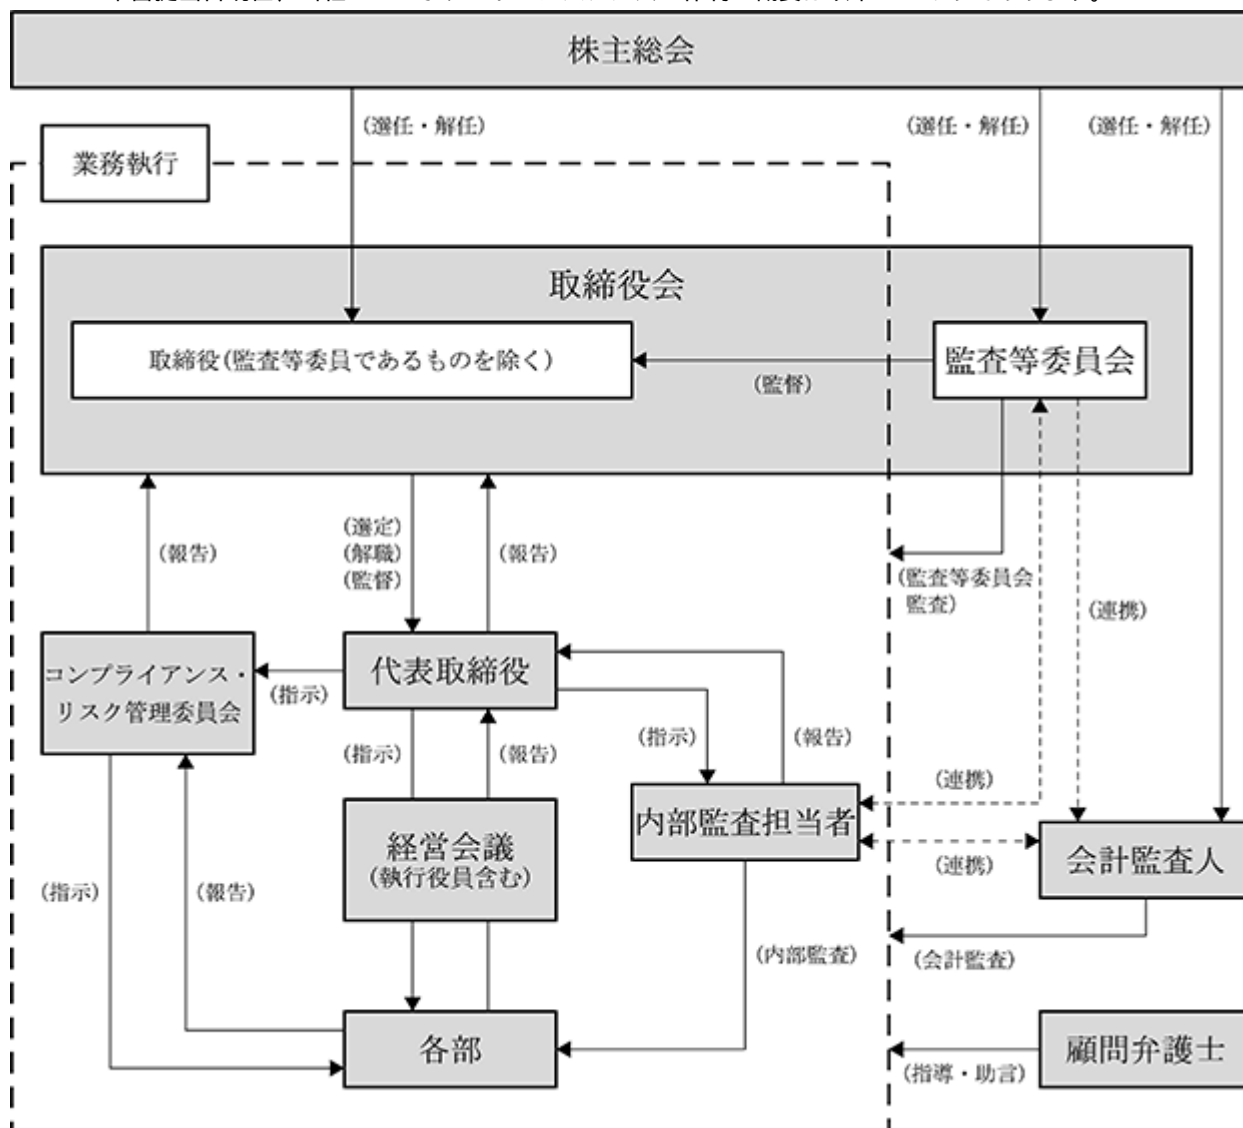 株主総会
(選任・解任)
(選任・解任)
(選任・解任)
業務執行
取締役会
取締役(監査等委員であるものを除く)
監査等委員会
(監督)
(報告)
(選定)
(解職)
(監督)
(報告)
(監査等委員会
監査)
(連携)
コンプライアンス・
リスク管理委員会
(指示)
代表取締役
(指示)
(報告)
(指示)
(報告)
(連携)
内部監査担当者
経営会議
(執行役員含む)
(連携)
会計監査人
(指示)
(報告)
(内部監査)
(会計監査)
各部
顧問弁護士
(指導・助言)